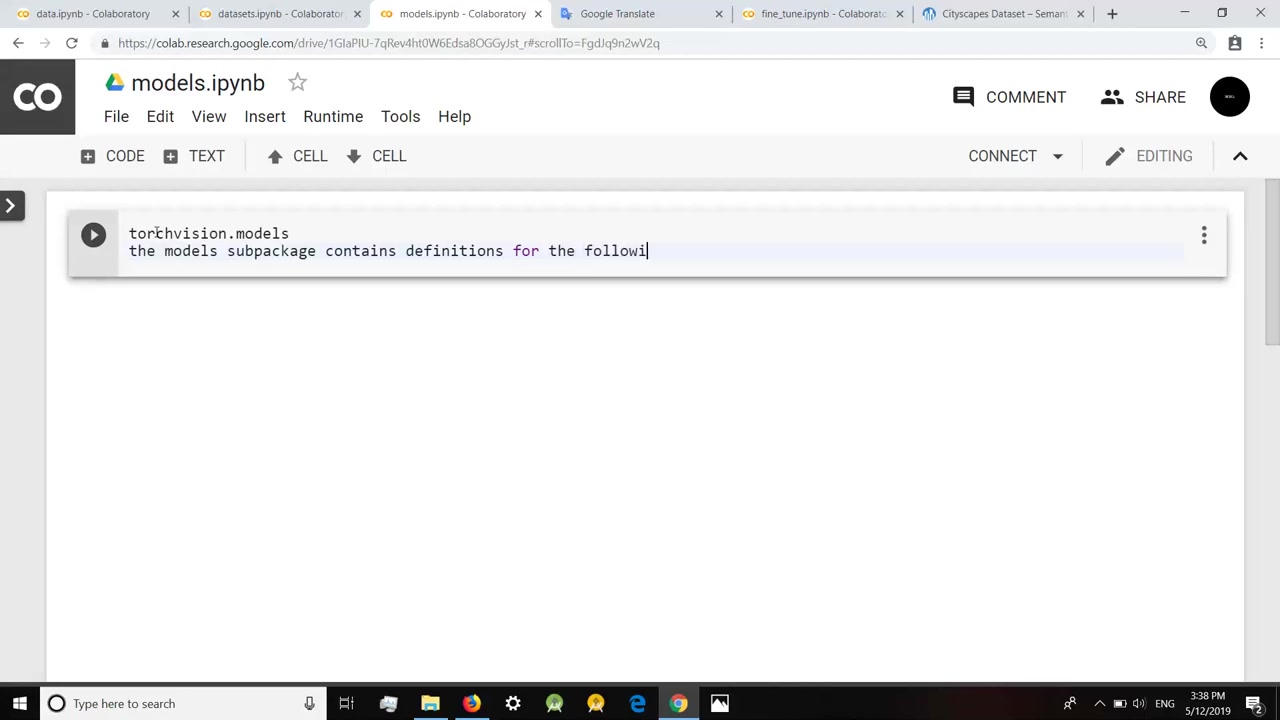 data.ipynb - Colaboratory
datasets.ipynb - Colaborator
models.ipynb - Colaboratory
Google Translate
fine_tune.ipynb - Colaborato
Cityscapes Dataset – Semant
https://colab.research.google.com/drive/1GIaPIU-7qRev4ht0W6Edsa8OGGyJst_r#scrollTo=FgdJq9n2wV2q
CO
models.ipynb
COMMENT
SHARE
File Edit View Insert Runtime Tools Help
CODE TEXT CELL CELL
CONNECT
EDITING
torchvision.models
the models subpackage contains definitions for the followi
Type here to search
ENG
3:38 PM
5/12/2019
2